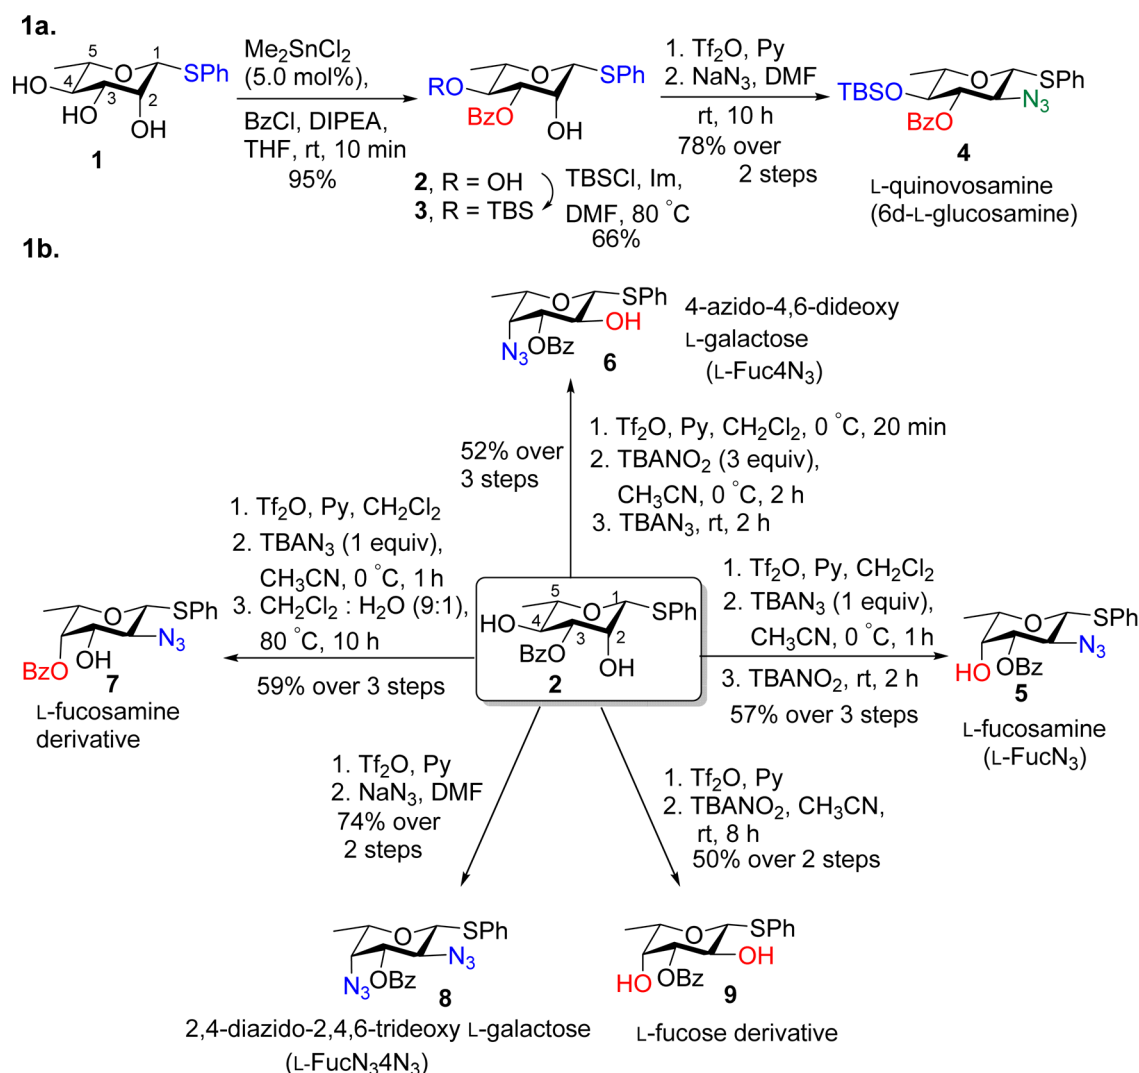 1a.
Me2SnCl2
(5.0 mol%),
BzCl, DIPEA,
THF, rt, 10 min
95%
5
1
O
SPh
HO
4
3
2
HO
OH
1
O
SPh
RO
BzO
OH
2, R = OH
3, R = TBS
TBSCl, Im,
DMF, 80 °C
66%
1. Tf2O, Py
2. NaN3, DMF
rt, 10 h
78% over
2 steps
O
SPh
TBSO
N3
BzO
4
L-quinovosamine
(6d-L-glucosamine)
1b.
O
SPh
OH
N3
OBz
6
4-azido-4,6-dideoxy
L-galactose
(L-Fuc4N3)
52% over
3 steps
1. Tf2O, Py, CH2Cl2, 0 °C, 20 min
2. TBANO2 (3 equiv),
CH3CN, 0 °C, 2 h
3. TBAN3, rt, 2 h
1. Tf2O, Py, CH2Cl2
2. TBAN3 (1 equiv),
CH3CN, 0 °C, 1 h
3. CH2Cl2 : H2O (9:1),
80 °C, 10 h
59% over 3 steps
O
SPh
N3
OH
BzO
7
L-fucosamine
derivative
5
1
O
SPh
HO
4
3
2
BzO
OH
2
1. Tf2O, Py, CH2Cl2
2. TBAN3 (1 equiv),
CH3CN, 0 °C, 1 h
3. TBANO2, rt, 2 h
57% over 3 steps
O
SPh
N3
HO
OBz
5
L-fucosamine
(L-FucN3)
1. Tf2O, Py
2. NaN3, DMF
74% over
2 steps
1. Tf2O, Py
2. TBANO2, CH3CN,
rt, 8 h
50% over 2 steps
O
SPh
N3
N3
OBz
8
2,4-diazido-2,4,6-trideoxy L-galactose
(L-FucN34N3)
O
SPh
OH
HO
OBz
9
L-fucose derivative